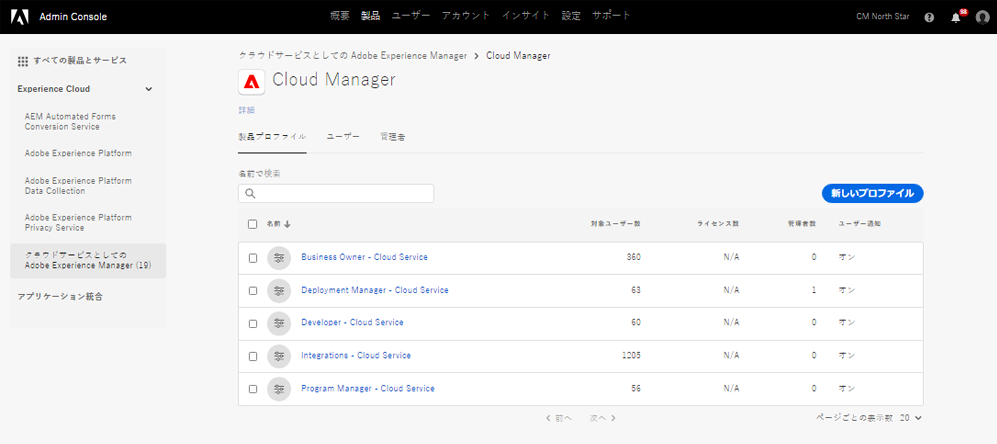 Admin Console
概要 製品 ユーザー アカウント インサイト 設定 サポート
CM North Star
98
すべての製品とサービス
Experience Cloud
AEM Automated Forms
Conversion Service
Adobe Experience Platform
Adobe Experience Platform
Data Collection
Adobe Experience Platform
Privacy Service
クラウドサービスとしての
Adobe Experience Manager (19)
アプリケーション統合
クラウドサービスとしての Adobe Experience Manager > Cloud Manager
Cloud Manager
詳細
製品プロファイル ユーザー 管理者
名前で検索
新しいプロファイル
名前 ↓ 対象ユーザー数 ライセンス数 管理者数 ユーザー通知
Business Owner - Cloud Service 360 N/A 0 オン
Deployment Manager - Cloud Service 63 N/A 1 オン
Developer - Cloud Service 60 N/A 0 オン
Integrations - Cloud Service 1205 N/A 0 オン
Program Manager - Cloud Service 56 N/A 0 オン
< 前へ 次へ > ページごとの表示数 20